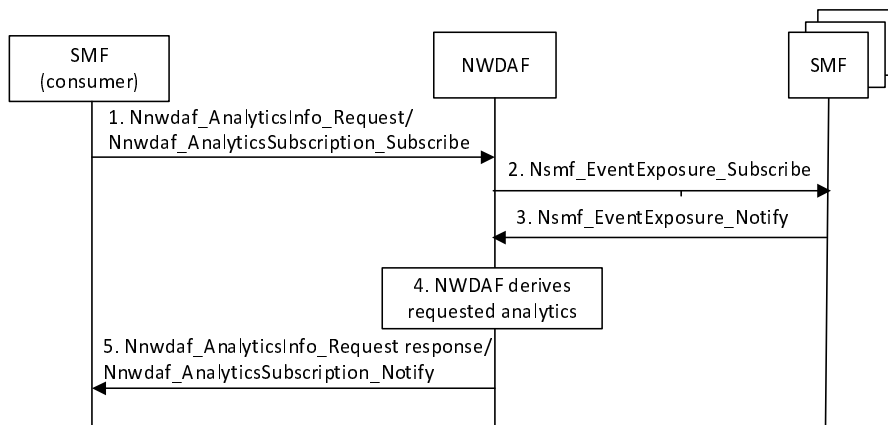 SMF
(consumer)
NWDAF
SMF
1. Nnwdaf_AnalyticsInfo_Request/
Nnwdaf_AnalyticsSubscription_Subscribe
2. Nsmf_EventExposure_Subscribe
3. Nsmf_EventExposure_Notify
4. NWDAF derives
requested analytics
5. Nnwdaf_AnalyticsInfo_Request response/
Nnwdaf_AnalyticsSubscription_Notify